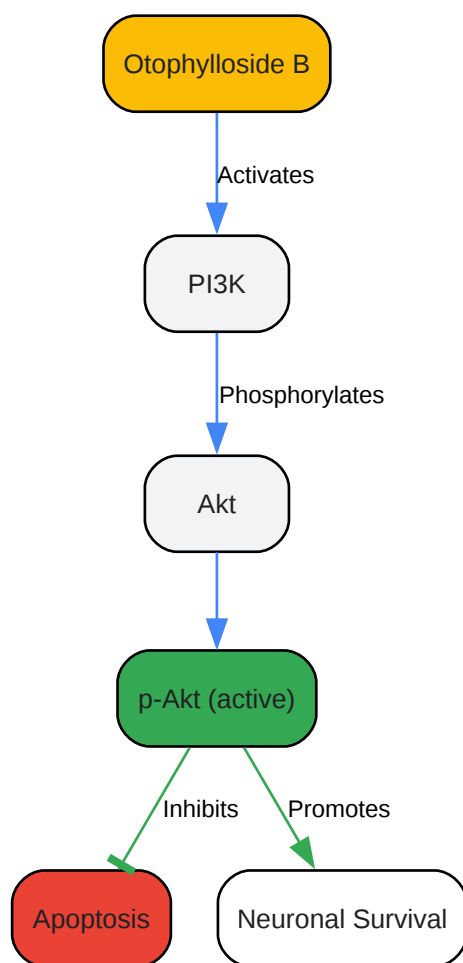 Otophylloside B
Activates
PI3K
Phosphorylates
Akt
p-Akt (active)
Inhibits
Promotes
Apoptosis
Neuronal Survival